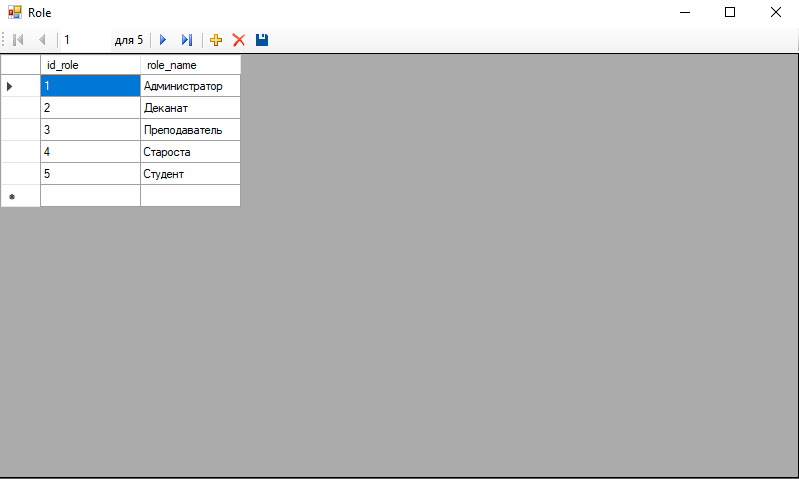 Role
1 для 5
id_role role_name
1 Администратор
2 Деканат
3 Преподаватель
4 Староста
5 Студент